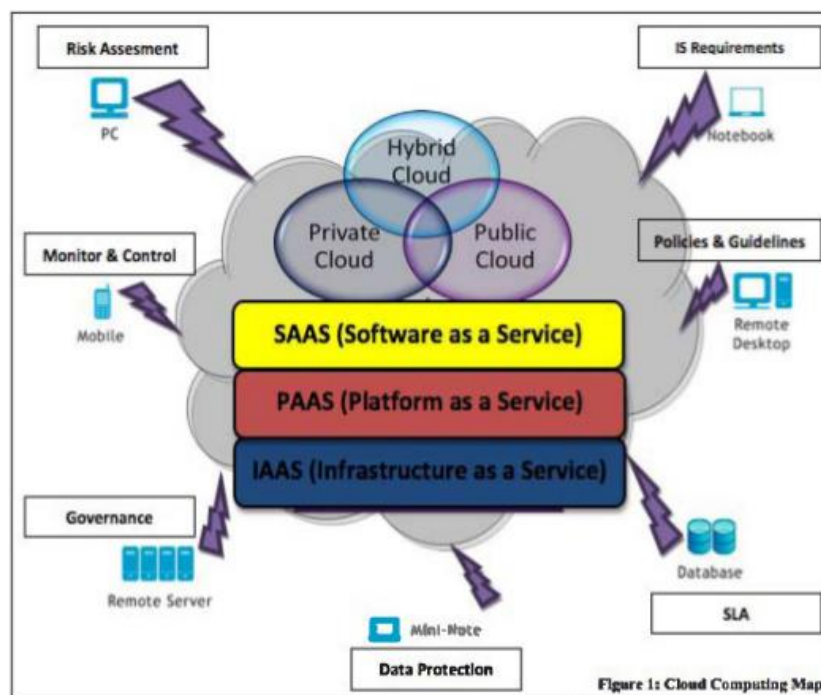 Risk Assesment
PC
IS Requirements
Notebook
Hybrid
Cloud
Private
Cloud
Public
Cloud
Monitor & Control
Mobile
Policies & Guidelines
Remote
Desktop
SAAS (Software as a Service)
PAAS (Platform as a Service)
IAAS (Infrastructure as a Service)
Governance
Remote Server
Database
SLA
Mini-Note
Data Protection
Figure 1: Cloud Computing Map